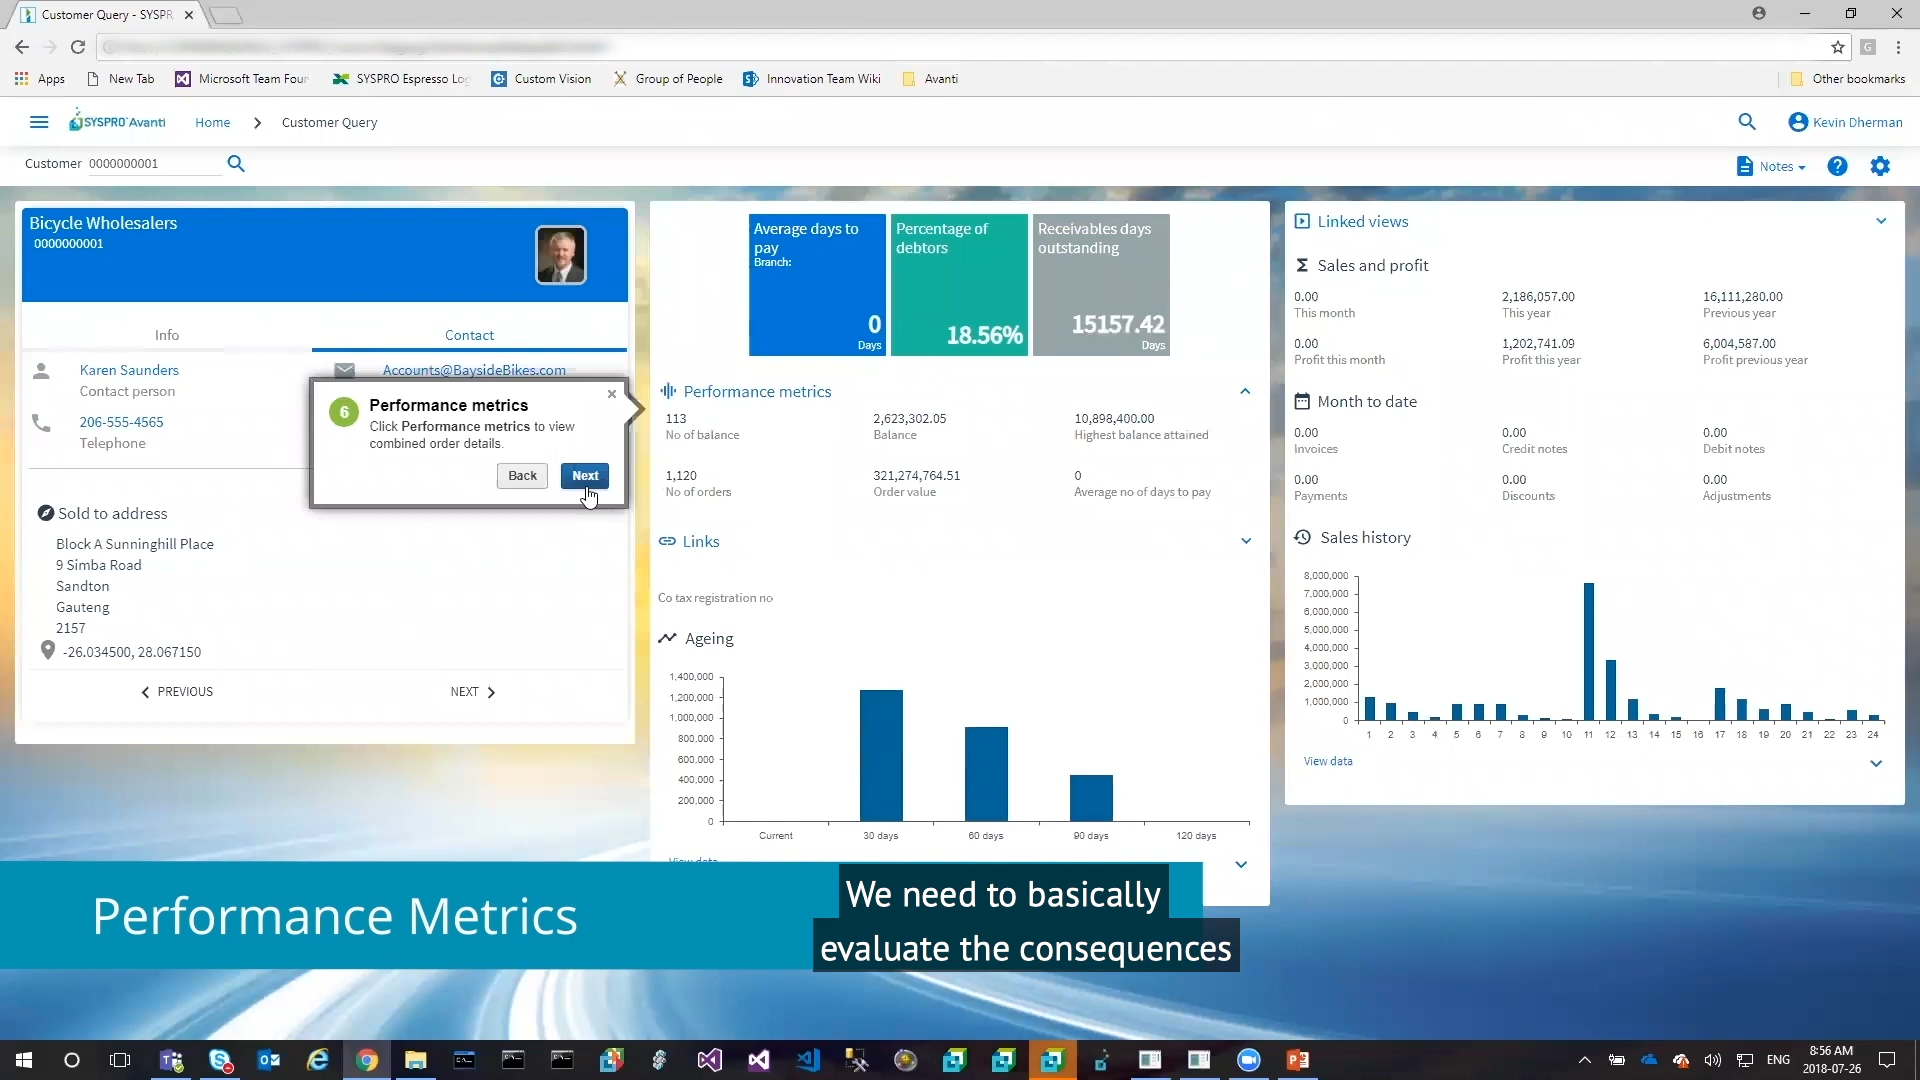 Customer Query - SYSPR
Apps
New Tab
Microsoft Team Four
SYSPRO Espresso Lo
Custom Vision
Group of People
Innovation Team Wiki
Avanti
Other bookmarks
SYSPRO Avanti
Home
Customer Query
Kevin Dherman
Customer 0000000001
Notes
Bicycle Wholesalers
0000000001
Info
Contact
Karen Saunders
Contact person
Accounts@BaysideBikes.com
206-555-4565
Telephone
6
Performance metrics
Click Performance metrics to view
combined order details.
Back
Next
Sold to address
Block A Sunninghill Place
9 Simba Road
Sandton
Gauteng
2157
-26.034500, 28.067150
PREVIOUS
NEXT
Average days to
pay
Branch:
0
Days
Percentage of
debtors
18.56%
Receivables days
outstanding
15157.42
Days
Performance metrics
113
No of balance
2,623,302.05
Balance
10,898,400.00
Highest balance attained
1,120
No of orders
321,274,764.51
Order value
0
Average no of days to pay
Links
Co tax registration no
Ageing
1,400,000
1,200,000
1,000,000
800,000
600,000
400,000
200,000
0
Current
30 days
60 days
90 days
120 days
View data
Linked views
Sales and profit
0.00
This month
2,186,057.00
This year
16,111,280.00
Previous year
0.00
Profit this month
1,202,741.09
Profit this year
6,004,587.00
Profit previous year
Month to date
0.00
Invoices
0.00
Credit notes
0.00
Debit notes
0.00
Payments
0.00
Discounts
0.00
Adjustments
Sales history
8,000,000
7,000,000
6,000,000
5,000,000
4,000,000
3,000,000
2,000,000
1,000,000
0
1 2 3 4 5 6 7 8 9 10 11 12 13 14 15 16 17 18 19 20 21 22 23 24
View data
Performance Metrics
We need to basically
evaluate the consequences
ENG
8:56 AM
2018-07-26